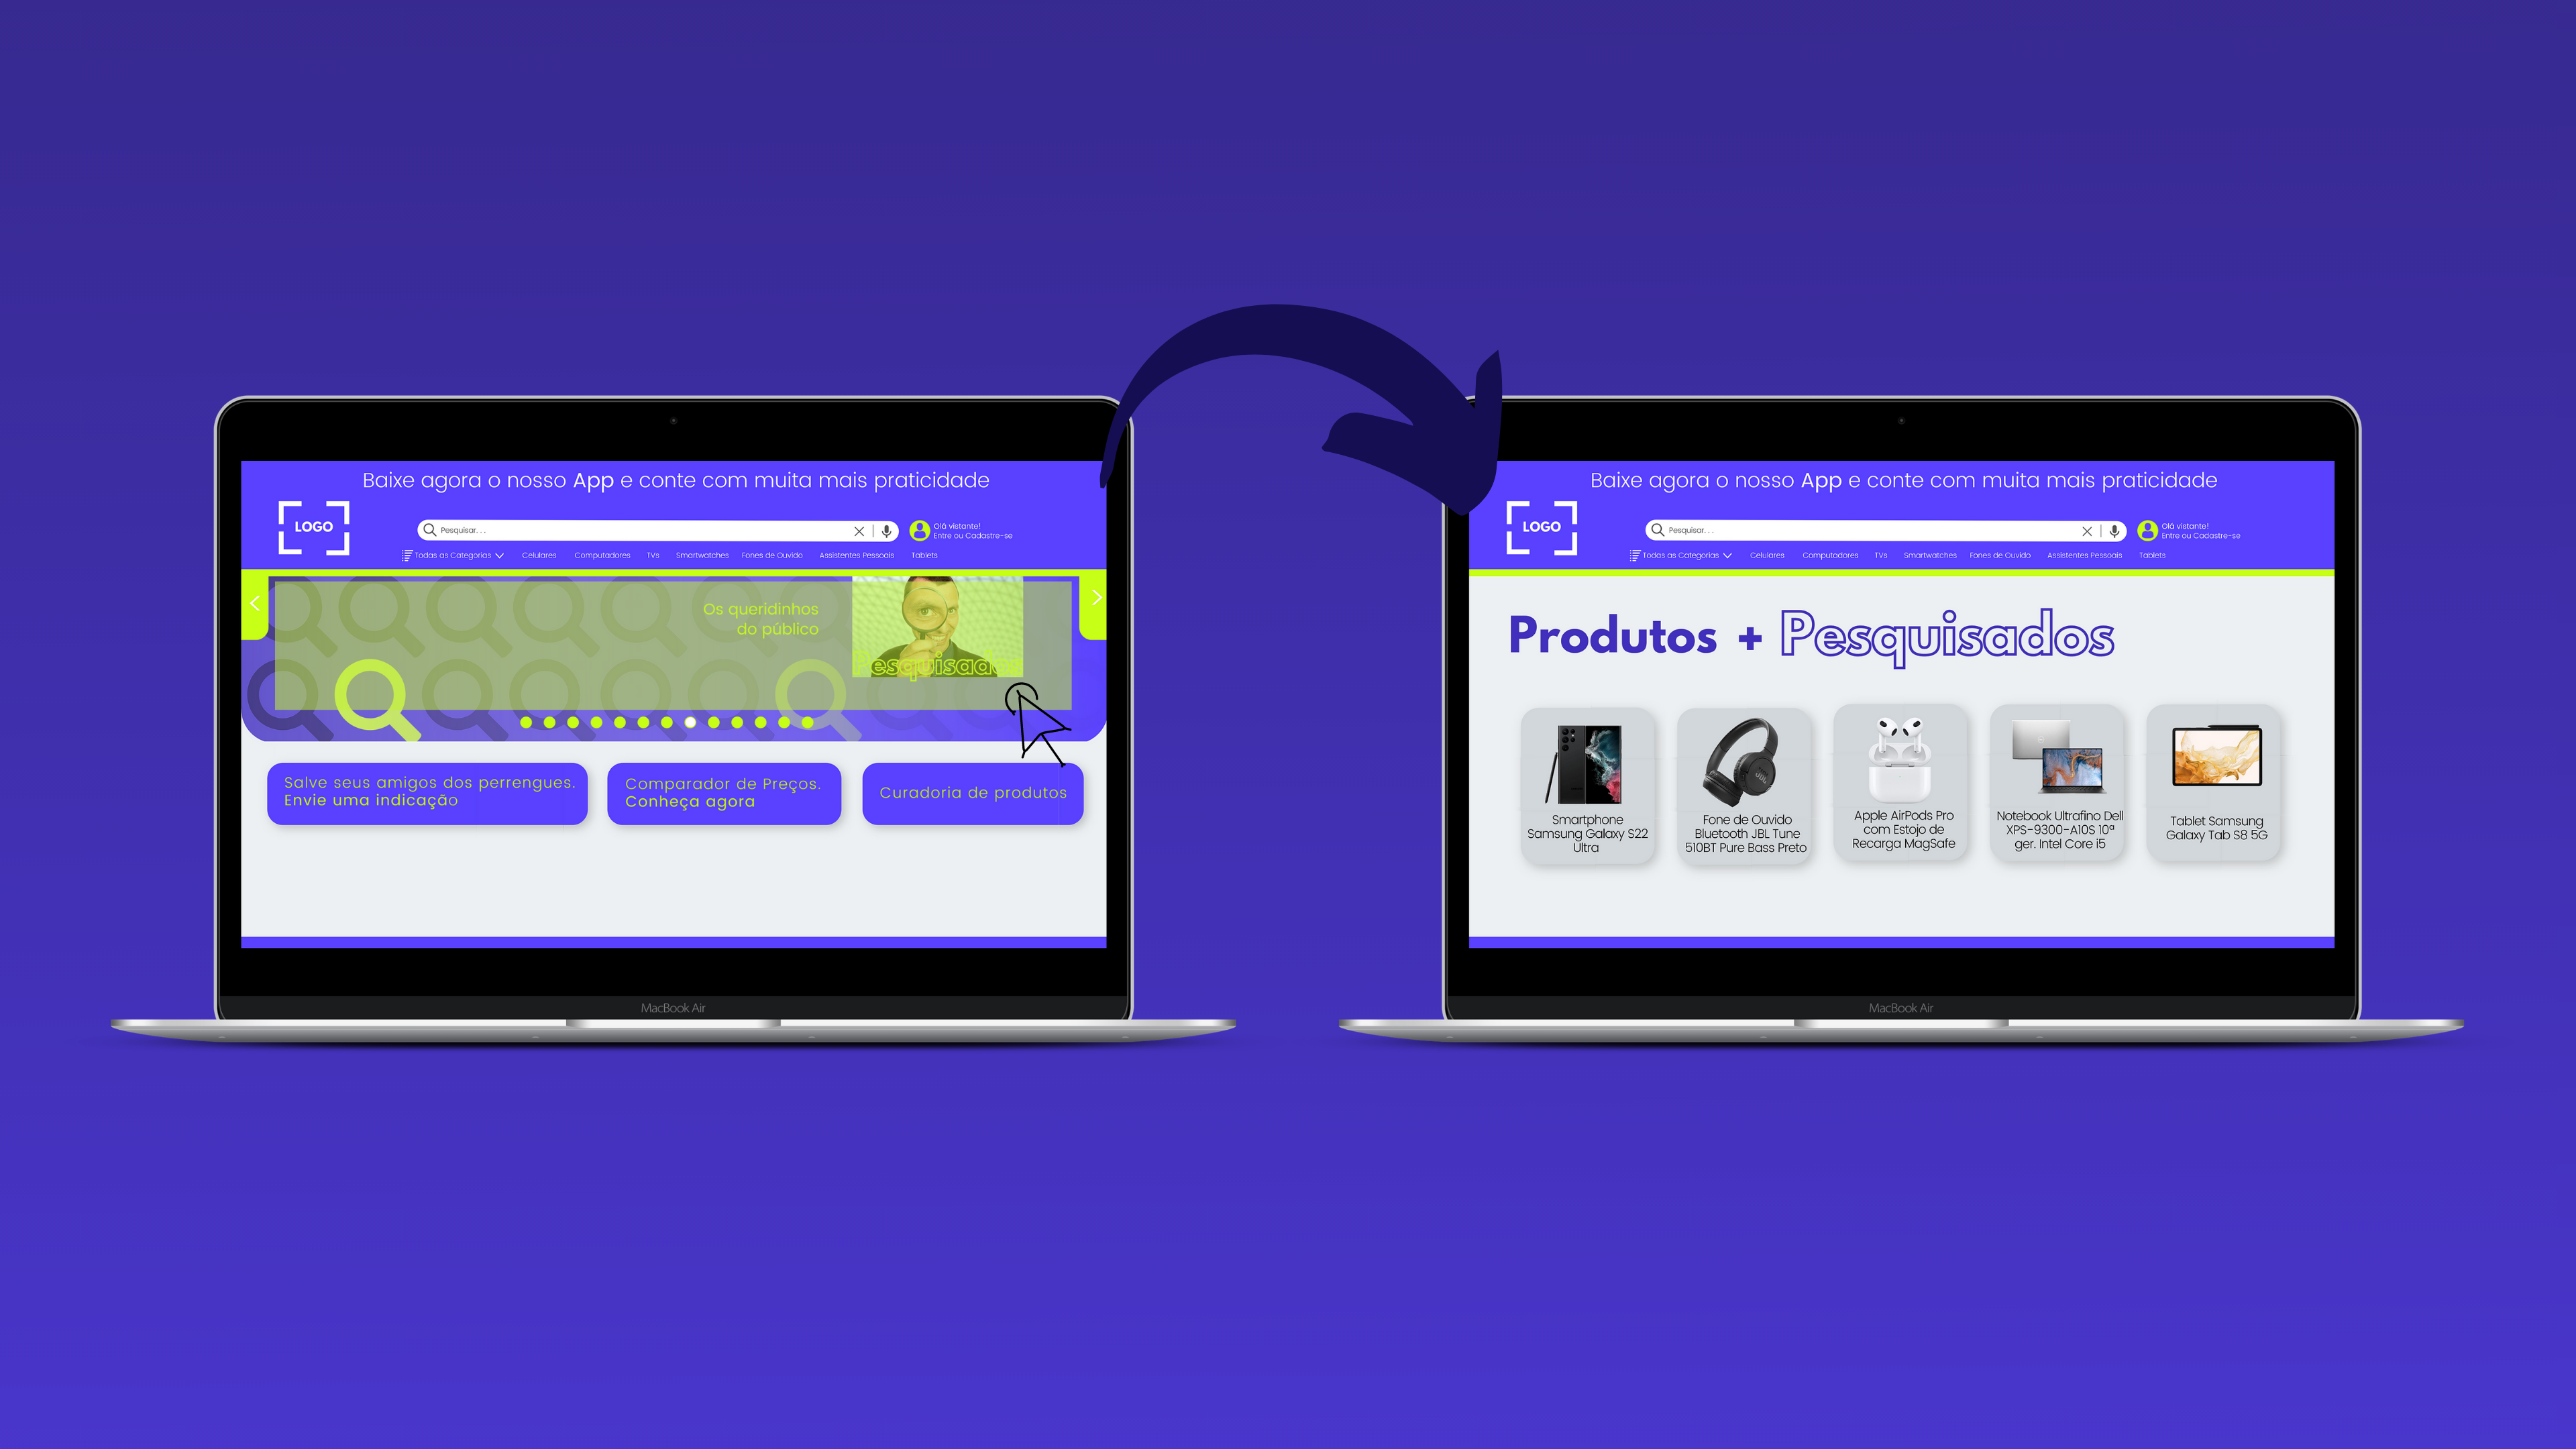 Baixe agora o nosso App e conte com muita mais praticidade
LOGO
Pesquisar. . .
Olá vistante!
Entre ou Cadastre-se
Todas as Categorias
Celulares
Computadores
TVs
Smartwatches
Fones de Ouvido
Assistentes Pessoais
Tablets
Os queridinhos
do público
Pesquisados
Salve seus amigos dos perrengues.
Envie uma indicação
Comparador de Preços.
Conheça agora
Curadoria de produtos
MacBook Air
Baixe agora o nosso App e conte com muita mais praticidade
LOGO
Pesquisar. . .
Olá vistante!
Entre ou Cadastre-se
Todas as Categorias
Celulares
Computadores
TVs
Smartwatches
Fones de Ouvido
Assistentes Pessoais
Tablets
Produtos + Pesquisados
Smartphone
Samsung Galaxy S22
Ultra
JBL
Fone de Ouvido
Bluetooth JBL Tune
510BT Pure Bass Preto
Apple AirPods Pro
com Estojo de
Recarga MagSafe
Notebook Ultrafino Dell
XPS-9300-A10S 10ª
ger. Intel Core i5
Tablet Samsung
Galaxy Tab S8 5G
MacBook Air